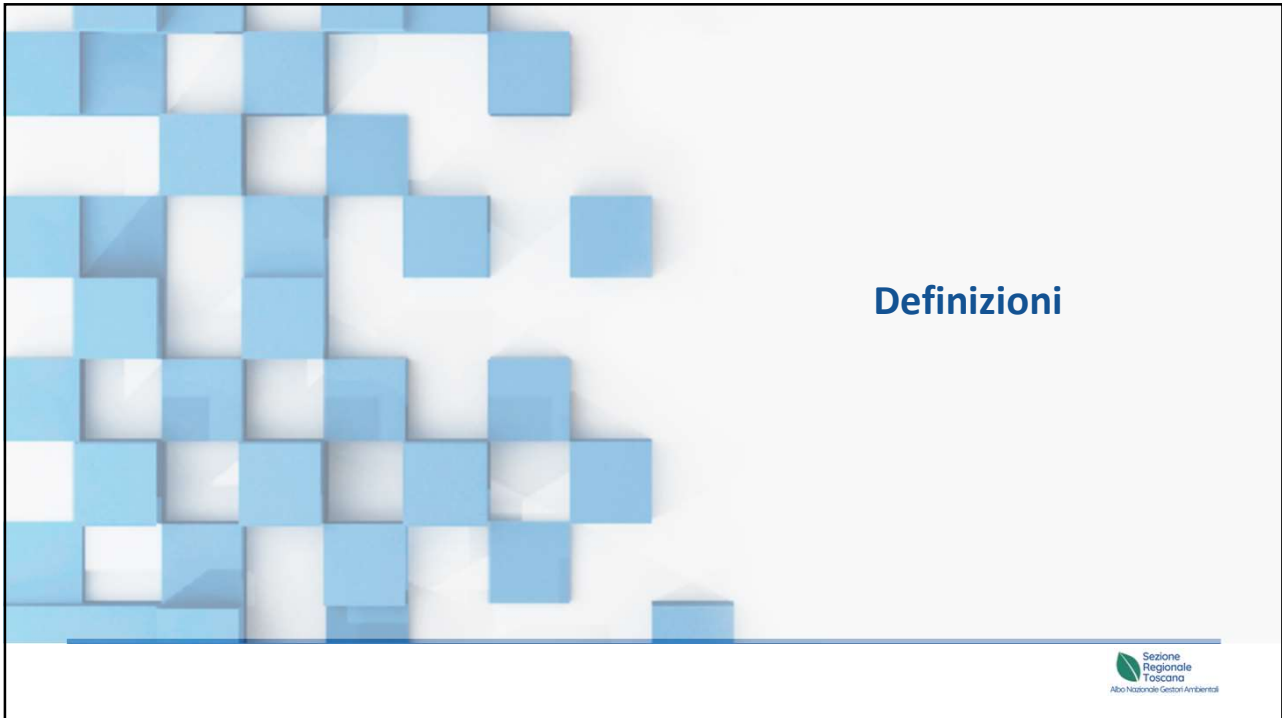 Definizioni
Sezione
Regionale
Toscana
Albo Nazionale Gestori Ambientali